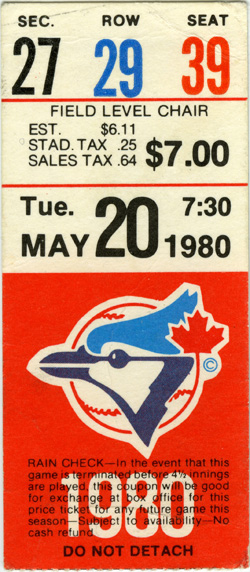 SEC. ROW SEAT
27 29 39
FIELD LEVEL CHAIR
EST. $6.11
STAD. TAX .25
SALES TAX .64 $7.00
Tue. 20 7:30
MAY 1980
©
RAIN CHECK—In the event that this
game is terminated before 4½ innings
are played, this coupon will be good
for exchange at box office for this
price ticket for any future game this
season—Subject to availability—No
cash refund.
1980
DO NOT DETACH